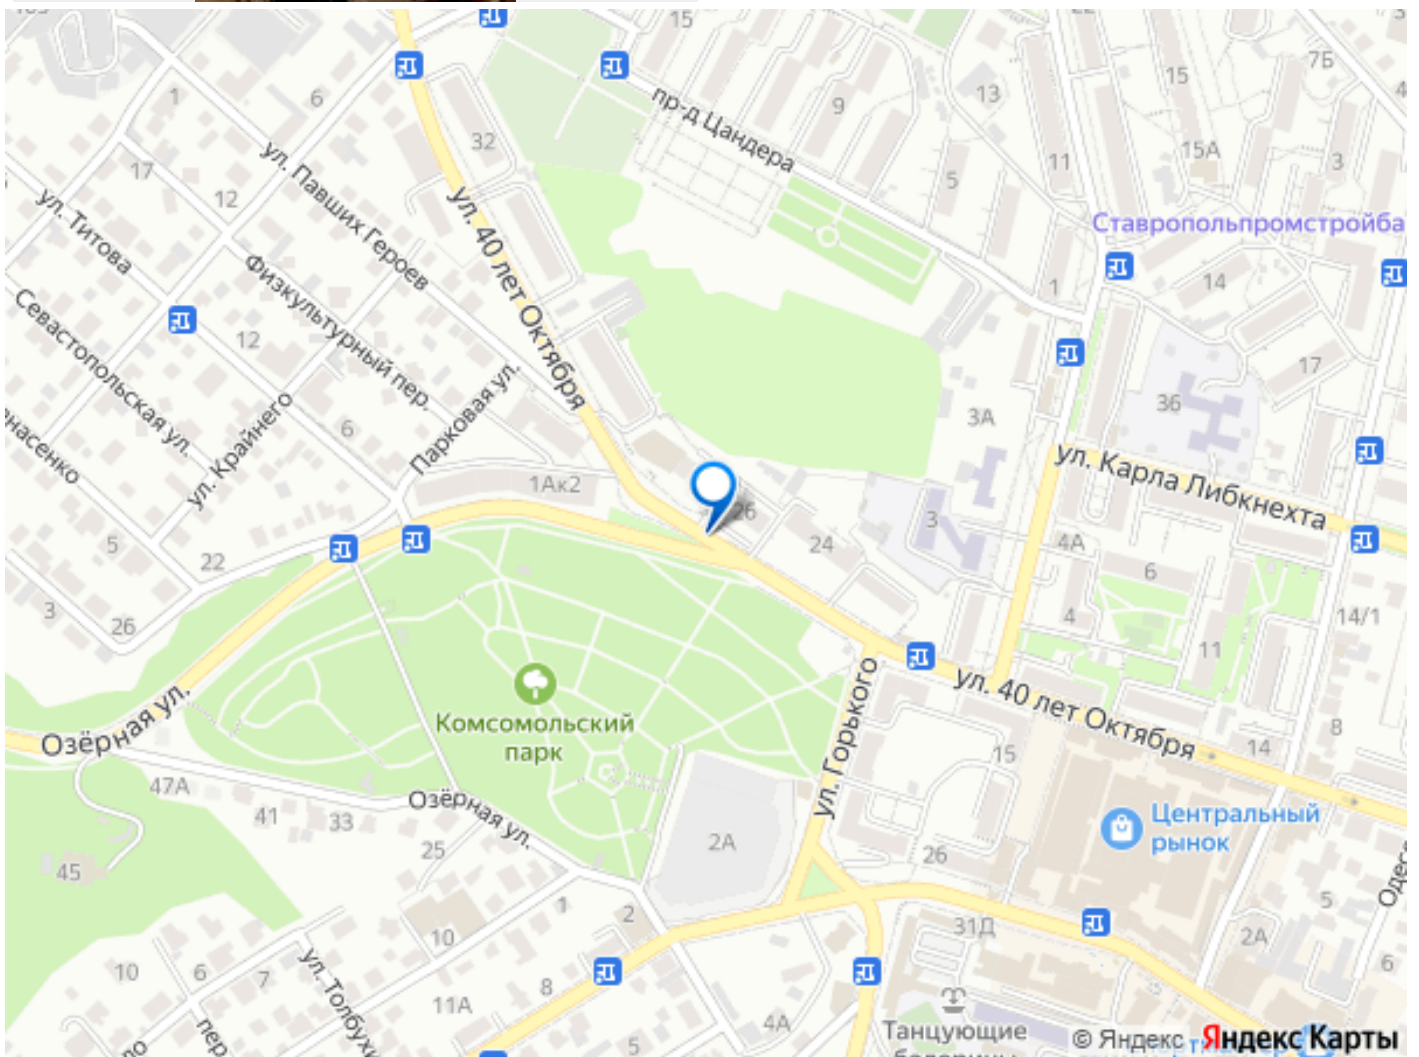 15
15
7Б
1
6
9
13
пр-д Цандера
32
ул. Павших Героев
17
12
5
11
15А
3
ул. Титова
ул. 40 лет Октября
Ставропольпромстройба
Физкультурный пер.
1
14
Севастопольская ул.
12
17
Парковая ул.
36
3А
ул. Крайнего
6
ул. Карла Либкнехта
1Ак2
26
3
24
4А
5
22
6
3
26
4
11
14/1
ул. 40 лет Октября
ул. Горького
Комсомольский
парк
Озёрная ул.
8
14
15
47А
41
33
Озёрная ул.
2А
Центральный
рынок
25
26
45
5
1
2
10
31Д
2А
10
6
7
8
11А
ул. Толбухи
4А
5
6
пер.
Танцующие
© Яндекс Яндекс Карты